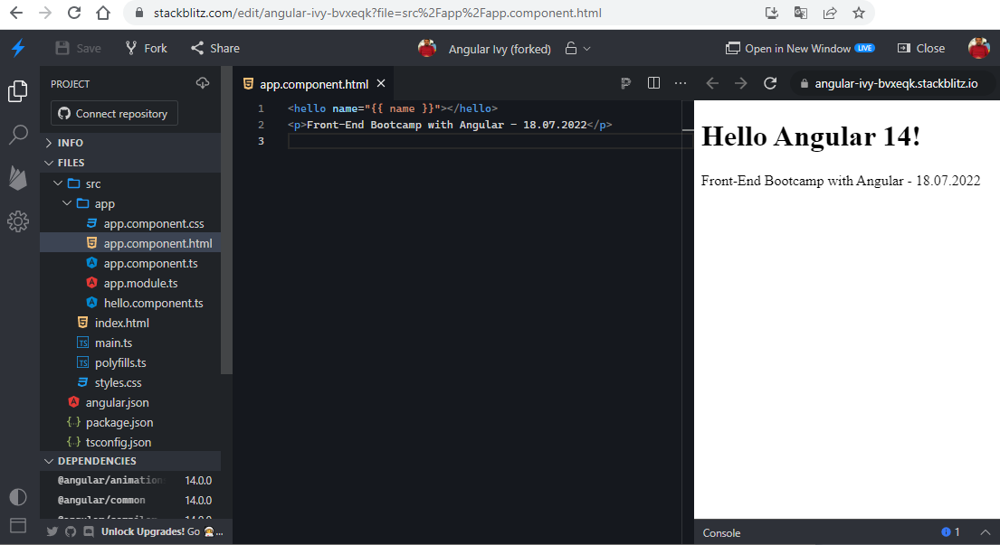 stackblitz.com/edit/angular-ivy-bvxeqk?file=src%2Fapp%2Fapp.component.html
Save Fork Share Angular Ivy (forked) Open in New Window LIVE Close
PROJECT
Connect repository
INFO
FILES
src
app
app.component.css
app.component.html
app.component.ts
app.module.ts
hello.component.ts
index.html
TS main.ts
TS polyfills.ts
styles.css
angular.json
{..} package.json
{..} tsconfig.json
DEPENDENCIES
@angular/animation 14.0.0
@angular/common 14.0.0
Unlock Upgrades! Go ...
app.component.html
1 <hello name="{{ name }}"></hello>
2 <p>Front-End Bootcamp with Angular - 18.07.2022</p>
3
angular-ivy-bvxeqk.stackblitz.io
Hello Angular 14!
Front-End Bootcamp with Angular - 18.07.2022
Console 1